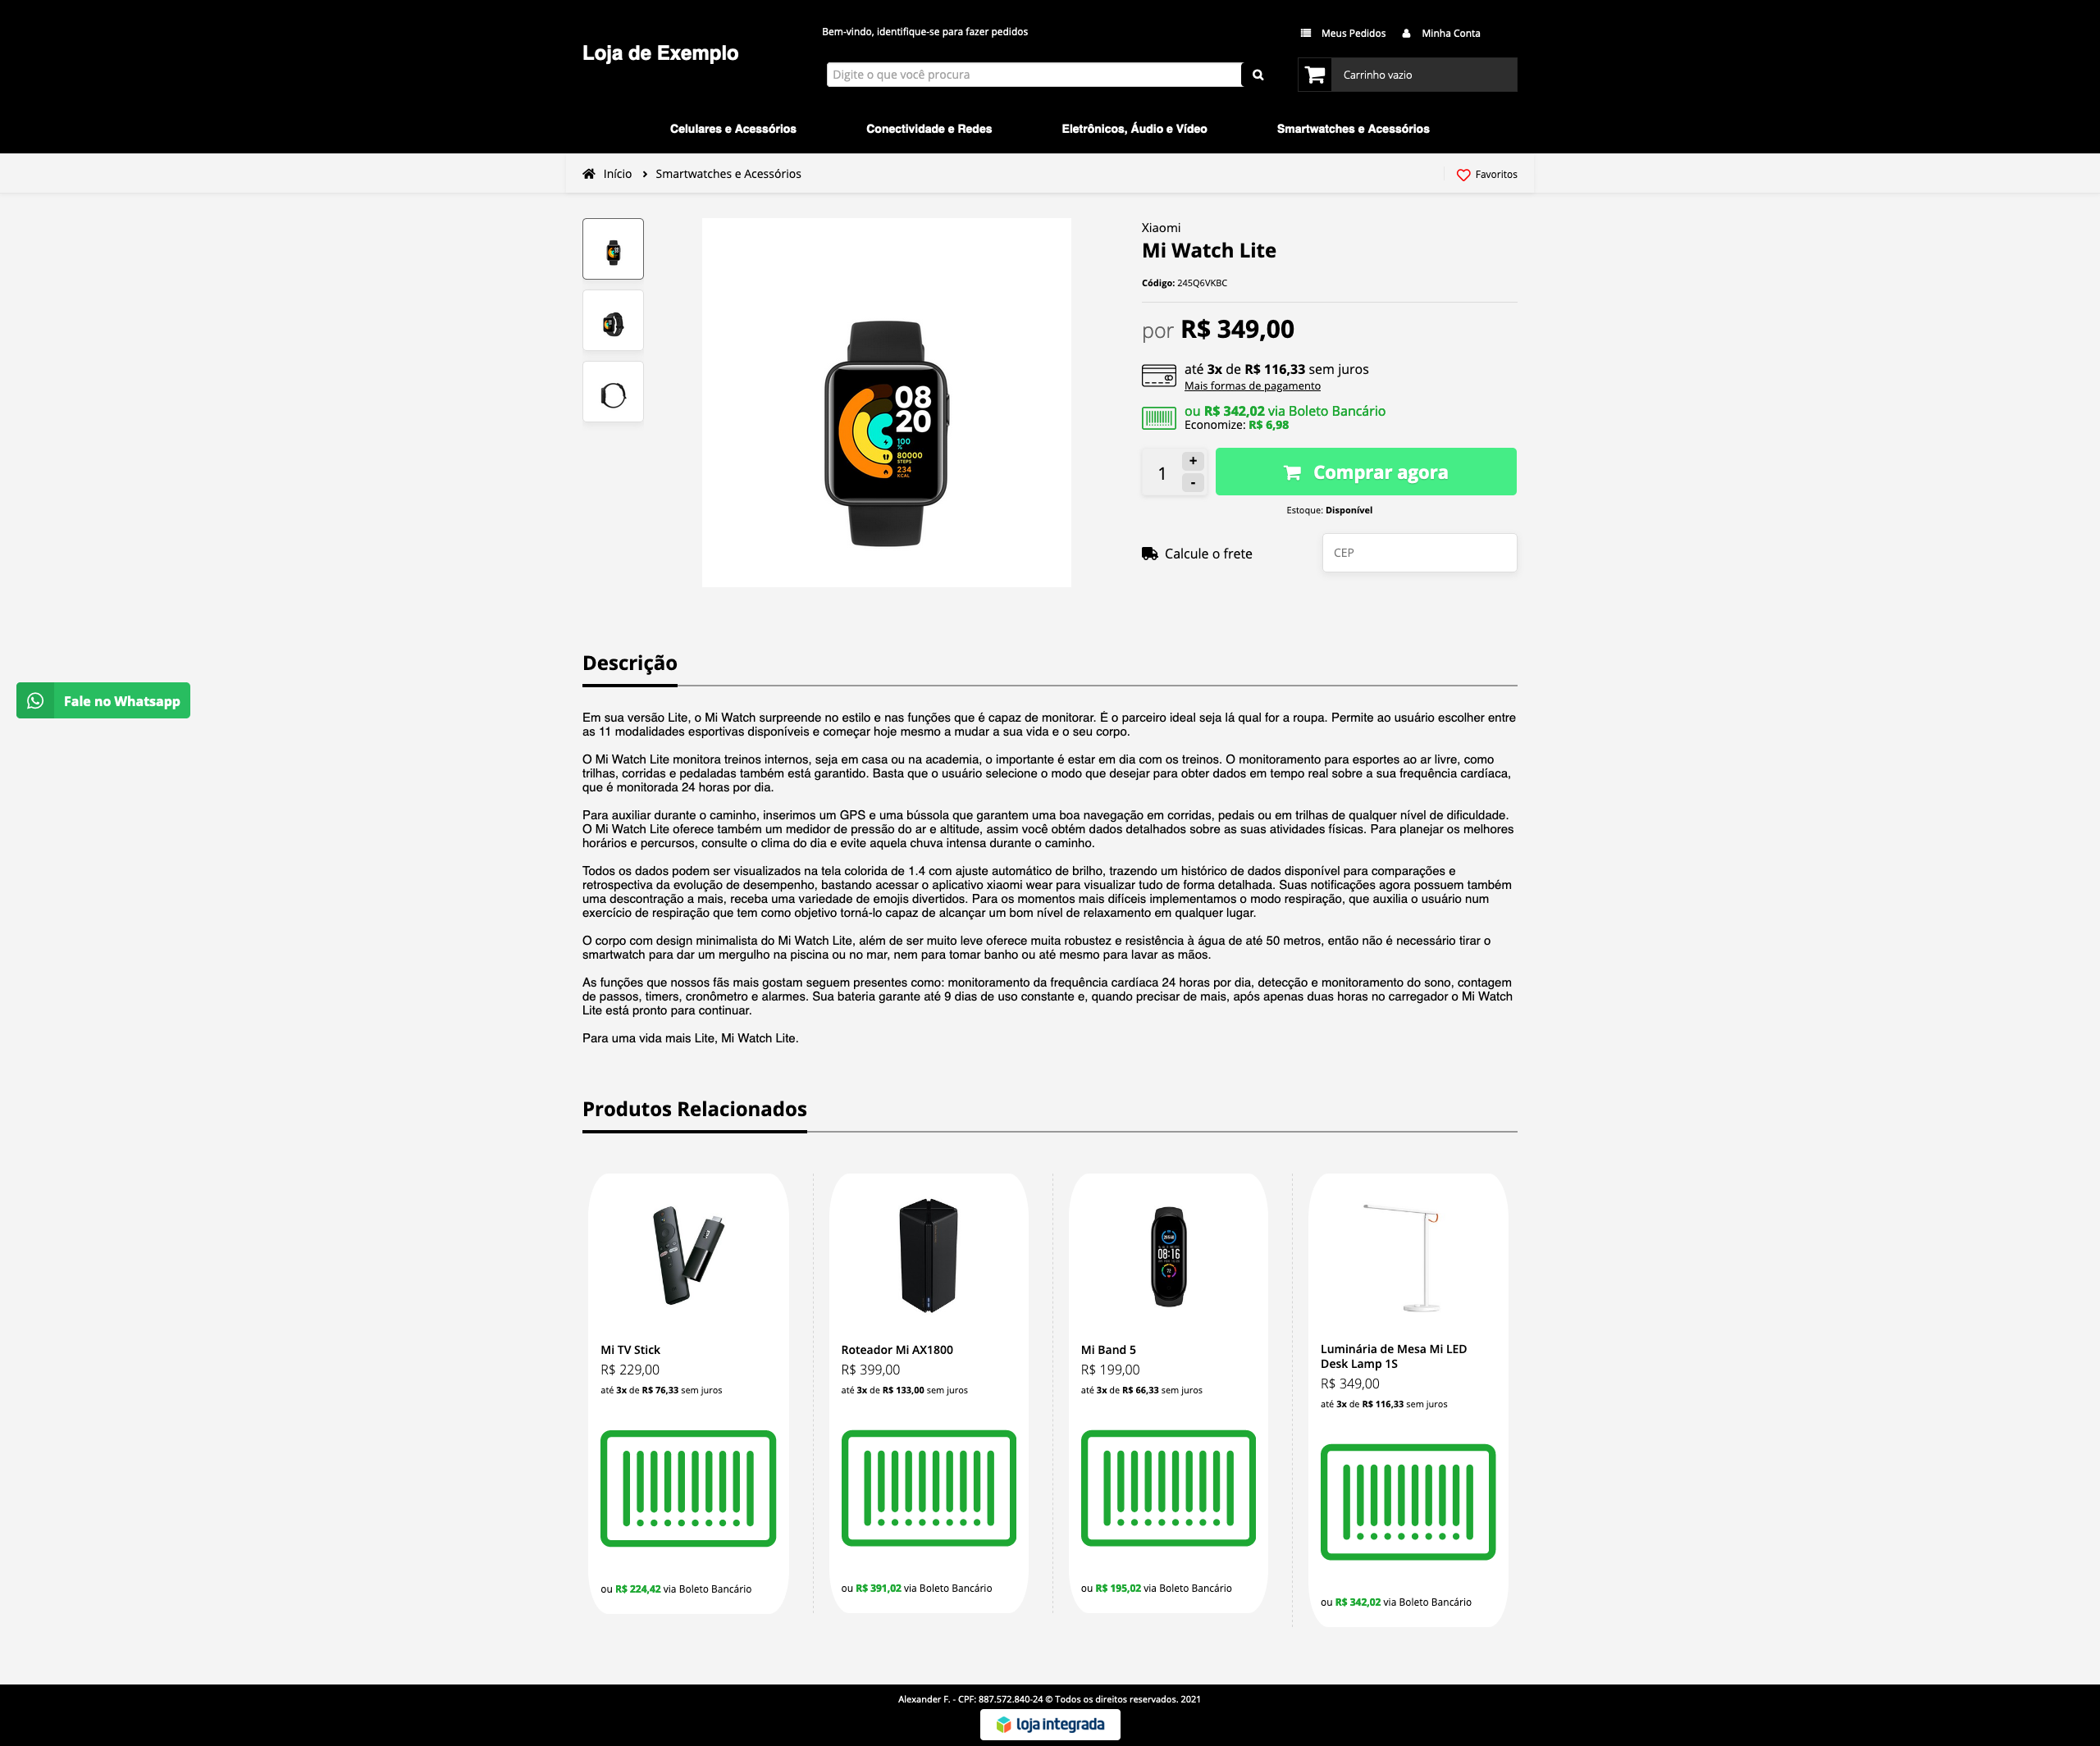 Bem-vindo, identifique-se para fazer pedidos
Meus Pedidos
Minha Conta
Loja de Exemplo
Digite o que você procura
Carrinho vazio
Celulares e Acessórios
Conectividade e Redes
Eletrônicos, Áudio e Vídeo
Smartwatches e Acessórios
Início
Smartwatches e Acessórios
Favoritos
08
20
100
%
80000
STEPS
234
KCAL
Xiaomi
Mi Watch Lite
Código: 245Q6VKBC
por R$ 349,00
até 3x de R$ 116,33 sem juros
Mais formas de pagamento
ou R$ 342,02 via Boleto Bancário
Economize: R$ 6,98
1
+
-
Comprar agora
Estoque: Disponível
Calcule o frete
CEP
Fale no Whatsapp
Descrição
Em sua versão Lite, o Mi Watch surpreende no estilo e nas funções que é capaz de monitorar. É o parceiro ideal seja lá qual for a roupa. Permite ao usuário escolher entre
as 11 modalidades esportivas disponíveis e começar hoje mesmo a mudar a sua vida e o seu corpo.
O Mi Watch Lite monitora treinos internos, seja em casa ou na academia, o importante é estar em dia com os treinos. O monitoramento para esportes ao ar livre, como
trilhas, corridas e pedaladas também está garantido. Basta que o usuário selecione o modo que desejar para obter dados em tempo real sobre a sua frequência cardíaca,
que é monitorada 24 horas por dia.
Para auxiliar durante o caminho, inserimos um GPS e uma bússola que garantem uma boa navegação em corridas, pedais ou em trilhas de qualquer nível de dificuldade.
O Mi Watch Lite oferece também um medidor de pressão do ar e altitude, assim você obtém dados detalhados sobre as suas atividades físicas. Para planejar os melhores
horários e percursos, consulte o clima do dia e evite aquela chuva intensa durante o caminho.
Todos os dados podem ser visualizados na tela colorida de 1.4 com ajuste automático de brilho, trazendo um histórico de dados disponível para comparações e
retrospectiva da evolução de desempenho, bastando acessar o aplicativo xiaomi wear para visualizar tudo de forma detalhada. Suas notificações agora possuem também
uma descontração a mais, receba uma variedade de emojis divertidos. Para os momentos mais difíceis implementamos o modo respiração, que auxilia o usuário num
exercício de respiração que tem como objetivo torná-lo capaz de alcançar um bom nível de relaxamento em qualquer lugar.
O corpo com design minimalista do Mi Watch Lite, além de ser muito leve oferece muita robustez e resistência à água de até 50 metros, então não é necessário tirar o
smartwatch para dar um mergulho na piscina ou no mar, nem para tomar banho ou até mesmo para lavar as mãos.
As funções que nossos fãs mais gostam seguem presentes como: monitoramento da frequência cardíaca 24 horas por dia, detecção e monitoramento do sono, contagem
de passos, timers, cronômetro e alarmes. Sua bateria garante até 9 dias de uso constante e, quando precisar de mais, após apenas duas horas no carregador o Mi Watch
Lite está pronto para continuar.
Para uma vida mais Lite, Mi Watch Lite.
Produtos Relacionados
Mi TV Stick
R$ 229,00
até 3x de R$ 76,33 sem juros
ou R$ 224,42 via Boleto Bancário
Roteador Mi AX1800
R$ 399,00
até 3x de R$ 133,00 sem juros
ou R$ 391,02 via Boleto Bancário
08:16
Mi Band 5
R$ 199,00
até 3x de R$ 66,33 sem juros
ou R$ 195,02 via Boleto Bancário
Luminária de Mesa Mi LED
Desk Lamp 1S
R$ 349,00
até 3x de R$ 116,33 sem juros
ou R$ 342,02 via Boleto Bancário
Alexander F. - CPF: 887.572.840-24 © Todos os direitos reservados. 2021
loja integrada